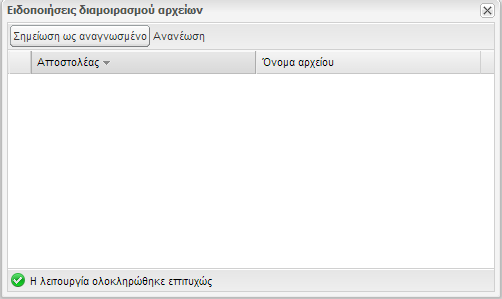 Ειδοποιήσεις διαμοιρασμού αρχείων
Σημείωση ως αναγνωσμένο Ανανέωση
Αποστολέας Όνομα αρχείου
Η λειτουργία ολοκληρώθηκε επιτυχώς